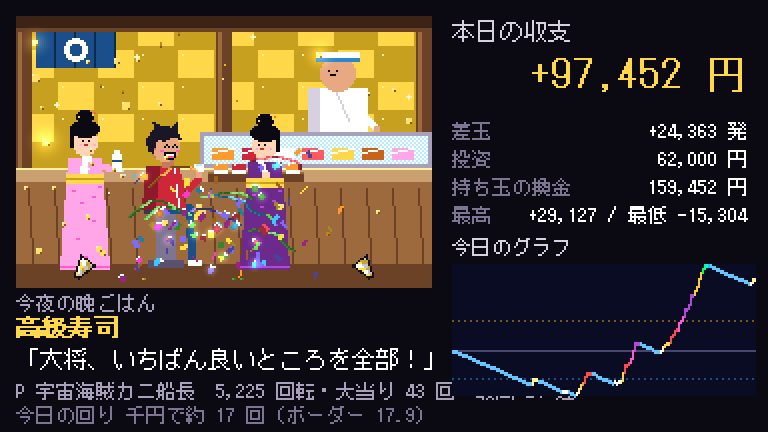 本日の収支
+97,452 円
差玉 +24,363 発
投資 62,000 円
持ち玉の換金 159,452 円
最高 +29,127 / 最低 -15,304
今日のグラフ
今夜の晩ごはん
高級寿司
「大将、いちばん良いところを全部！」
P 宇宙海賊カニ船長 5,225 回転・大当り 43 回
今日の回り 千円で約 17 回（ボーダー 17.9）